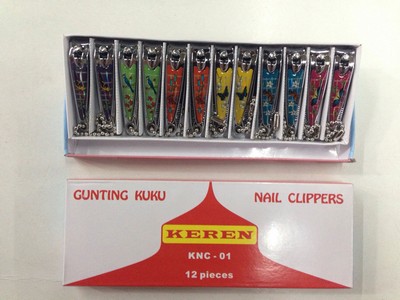 GUNTING KUKU
NAIL CLIPPERS
KEREN
KNC - 01
12 pieces